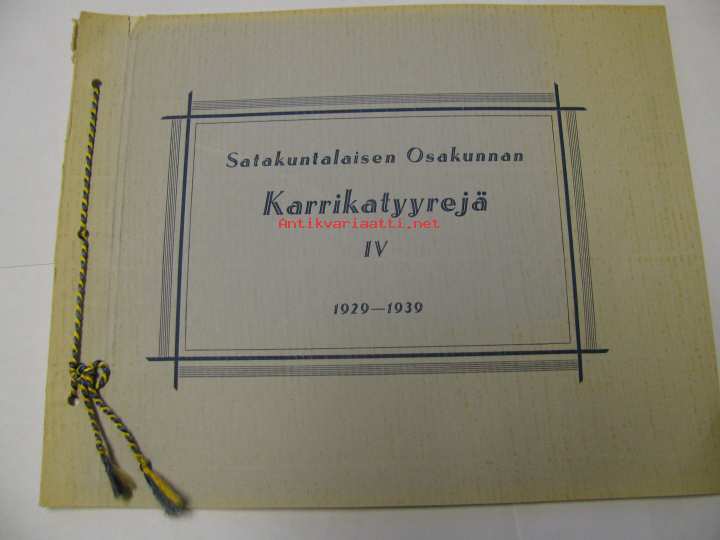 Satakuntalaisen Osakunnan
Karrikatyyrejä
Antikvariaatti.net
IV
1929—1939